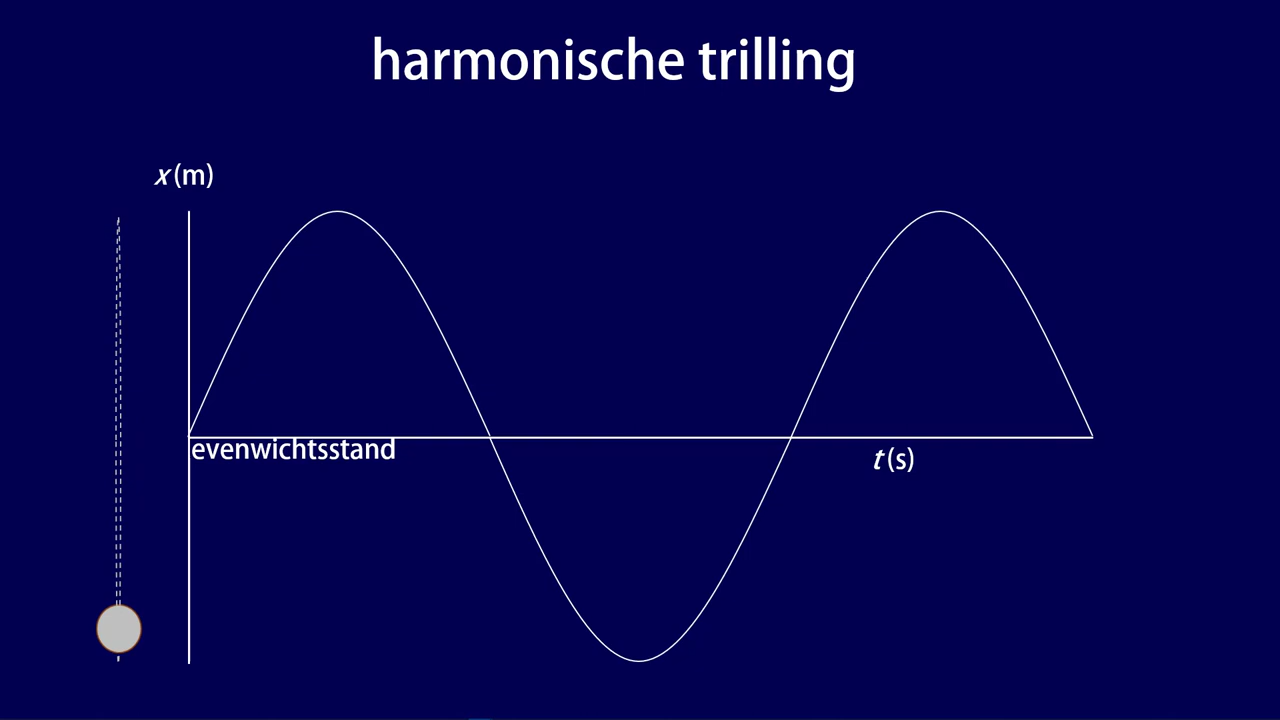 harmonische trilling
x (m)
evenwichtsstand
t (s)